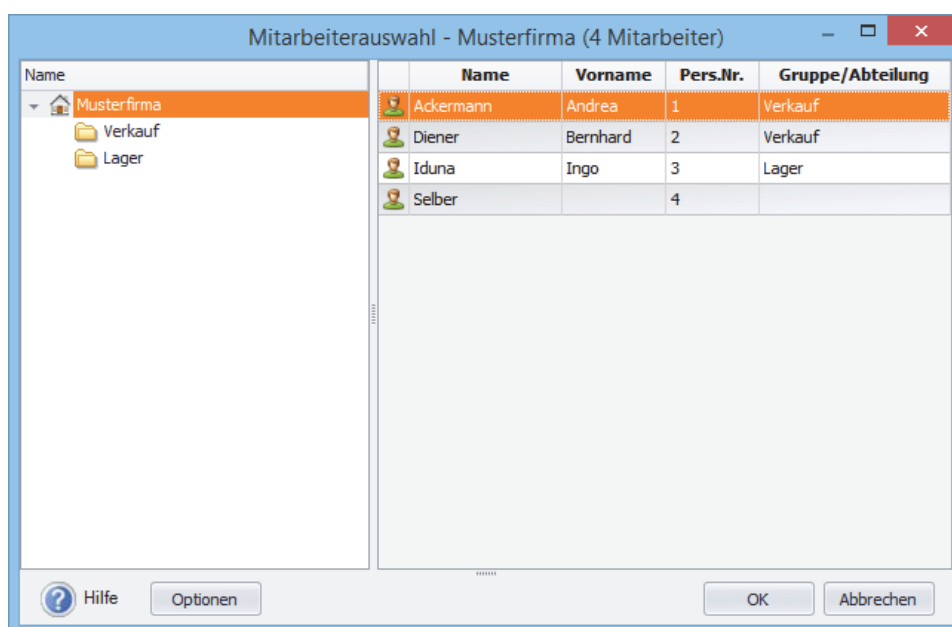 Mitarbeiterauswahl - Musterfirma (4 Mitarbeiter)
Name
Musterfirma
Verkauf
Lager
Name Vorname Pers.Nr. Gruppe/Abteilung
Ackermann Andrea 1 Verkauf
Diener Bernhard 2 Verkauf
Iduna Ingo 3 Lager
Selber 4
Hilfe Optionen OK Abbrechen